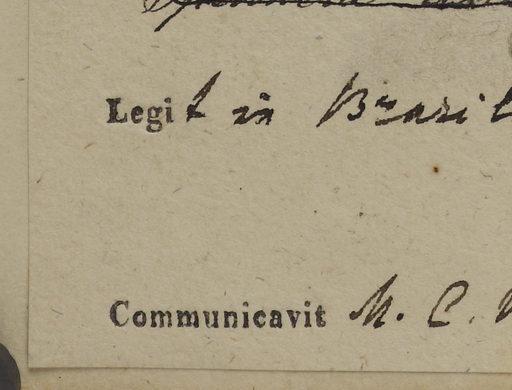 Legit in Brasil
Communicavit M. C.